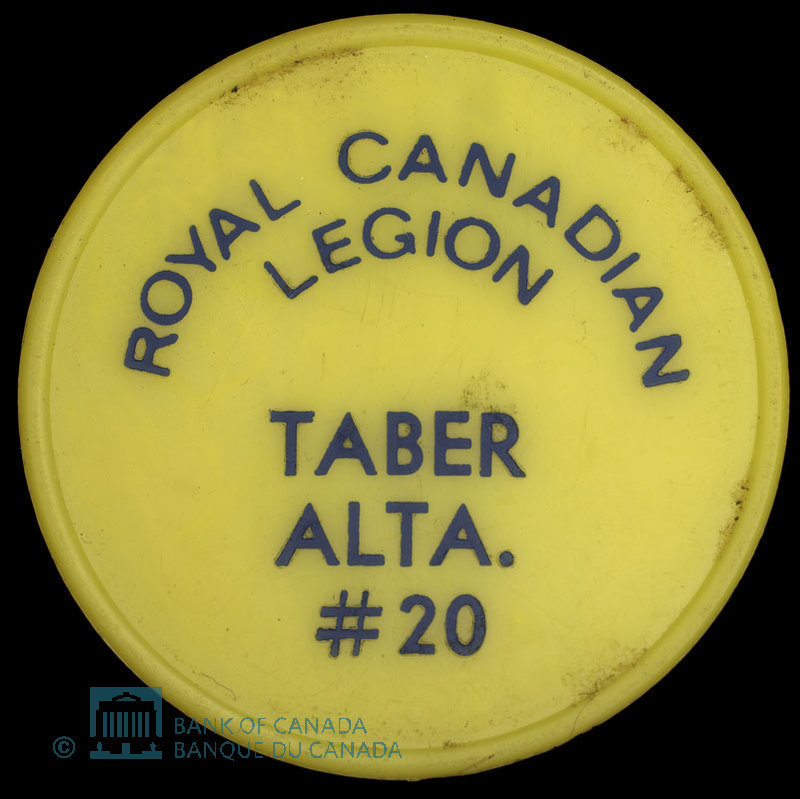 ROYAL CANADIAN
LEGION
TABER
ALTA.
#20
© BANK OF CANADA
BANQUE DU CANADA